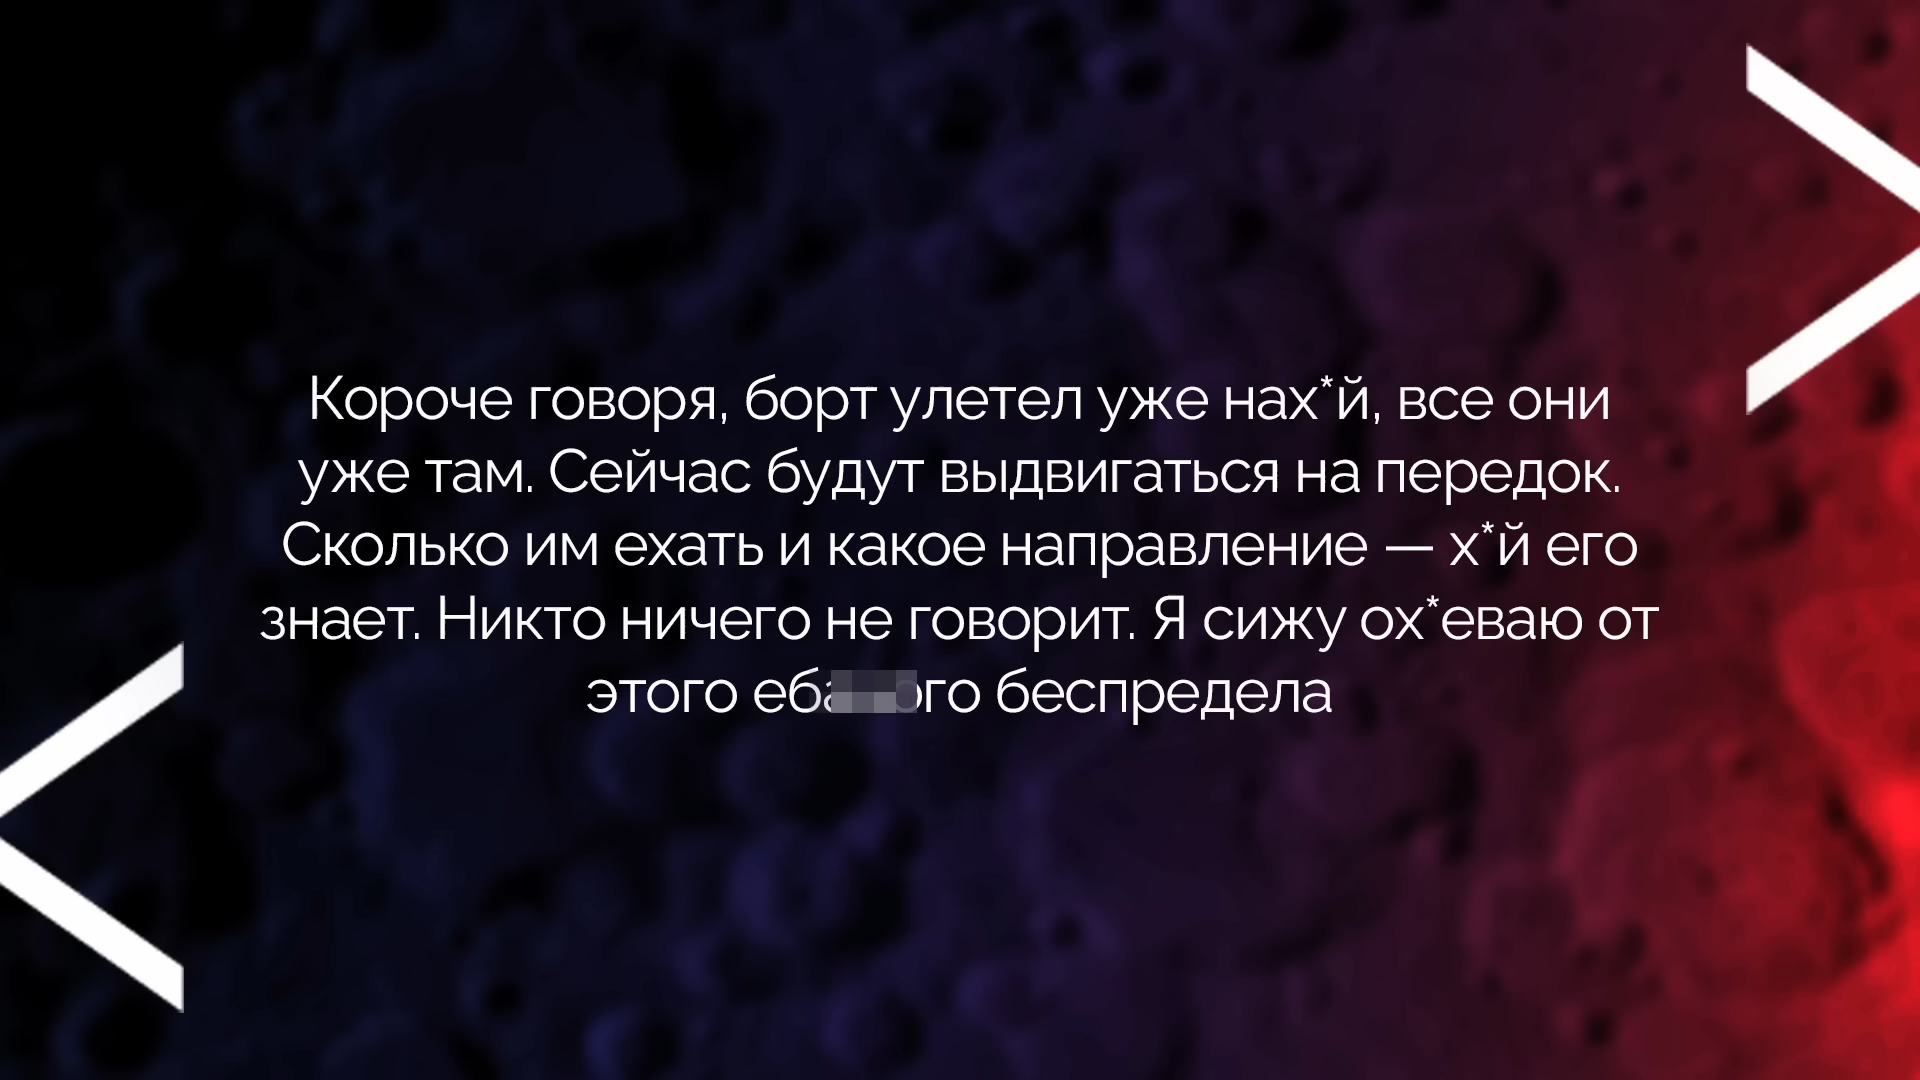 Короче говоря, борт улетел уже нах*й, все они
уже там. Сейчас будут выдвигаться на передок.
Сколько им ехать и какое направление — х*й его
знает. Никто ничего не говорит. Я сижу ох*еваю от
этого беспредела